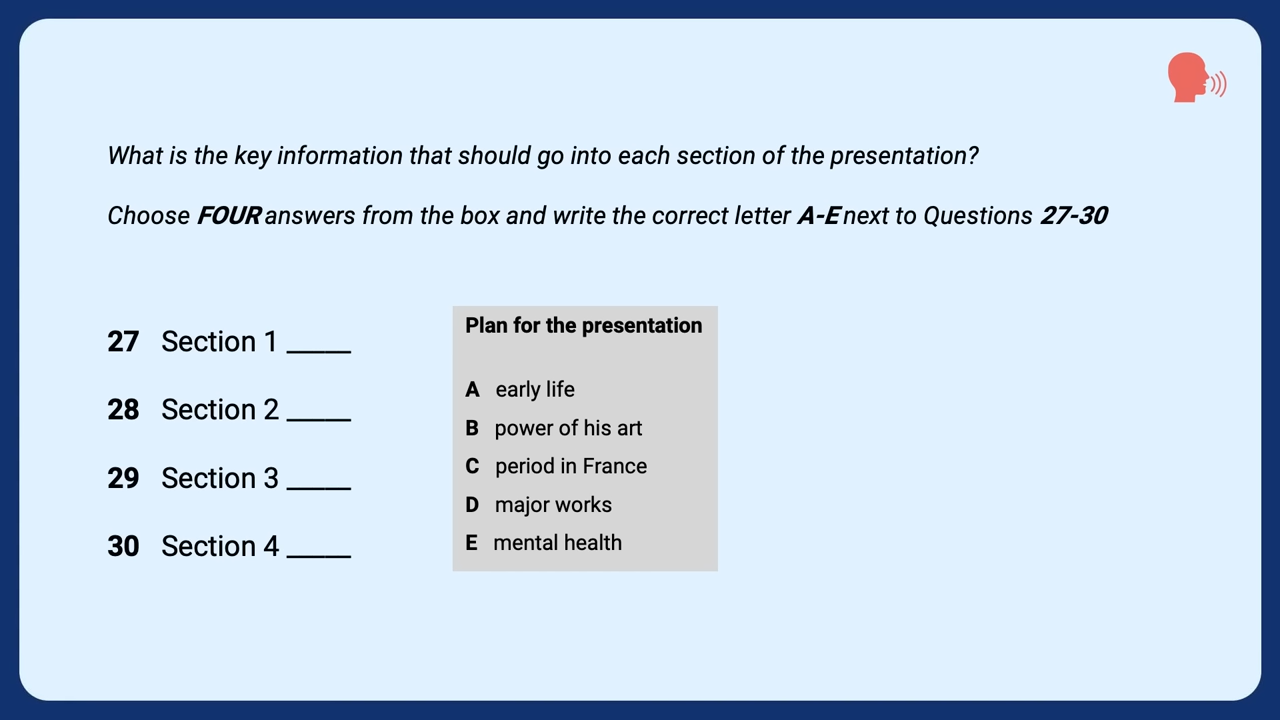 What is the key information that should go into each section of the presentation?
Choose FOUR answers from the box and write the correct letter A-E next to Questions 27-30
27 Section 1 _____
28 Section 2 _____
29 Section 3 _____
30 Section 4 _____
Plan for the presentation
A early life
B power of his art
C period in France
D major works
E mental health